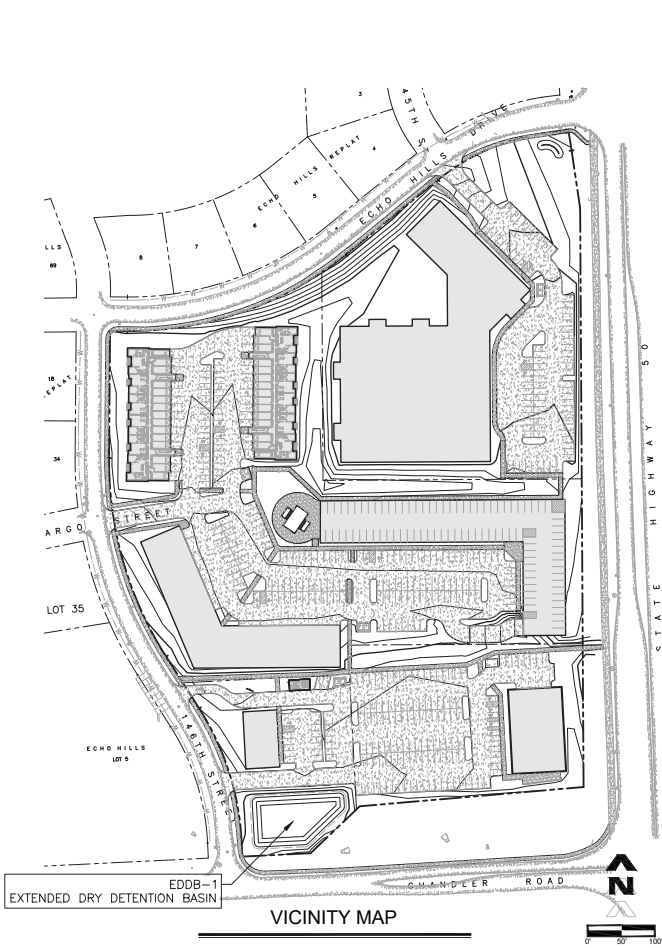 3
45TH S
4
REPLAT
DRIVE
ECHO HILLS
5
ECHO HILLS
6
7
8
LLS
69
18
EPLAT
34
ARGO STREET
LOT 35
STATE HIGHWAY 50
146TH STREET
ECHO HILLS
LOT 5
EDDB-1
EXTENDED DRY DETENTION BASIN
CHANDLER ROAD
N
VICINITY MAP
0' 50' 100'